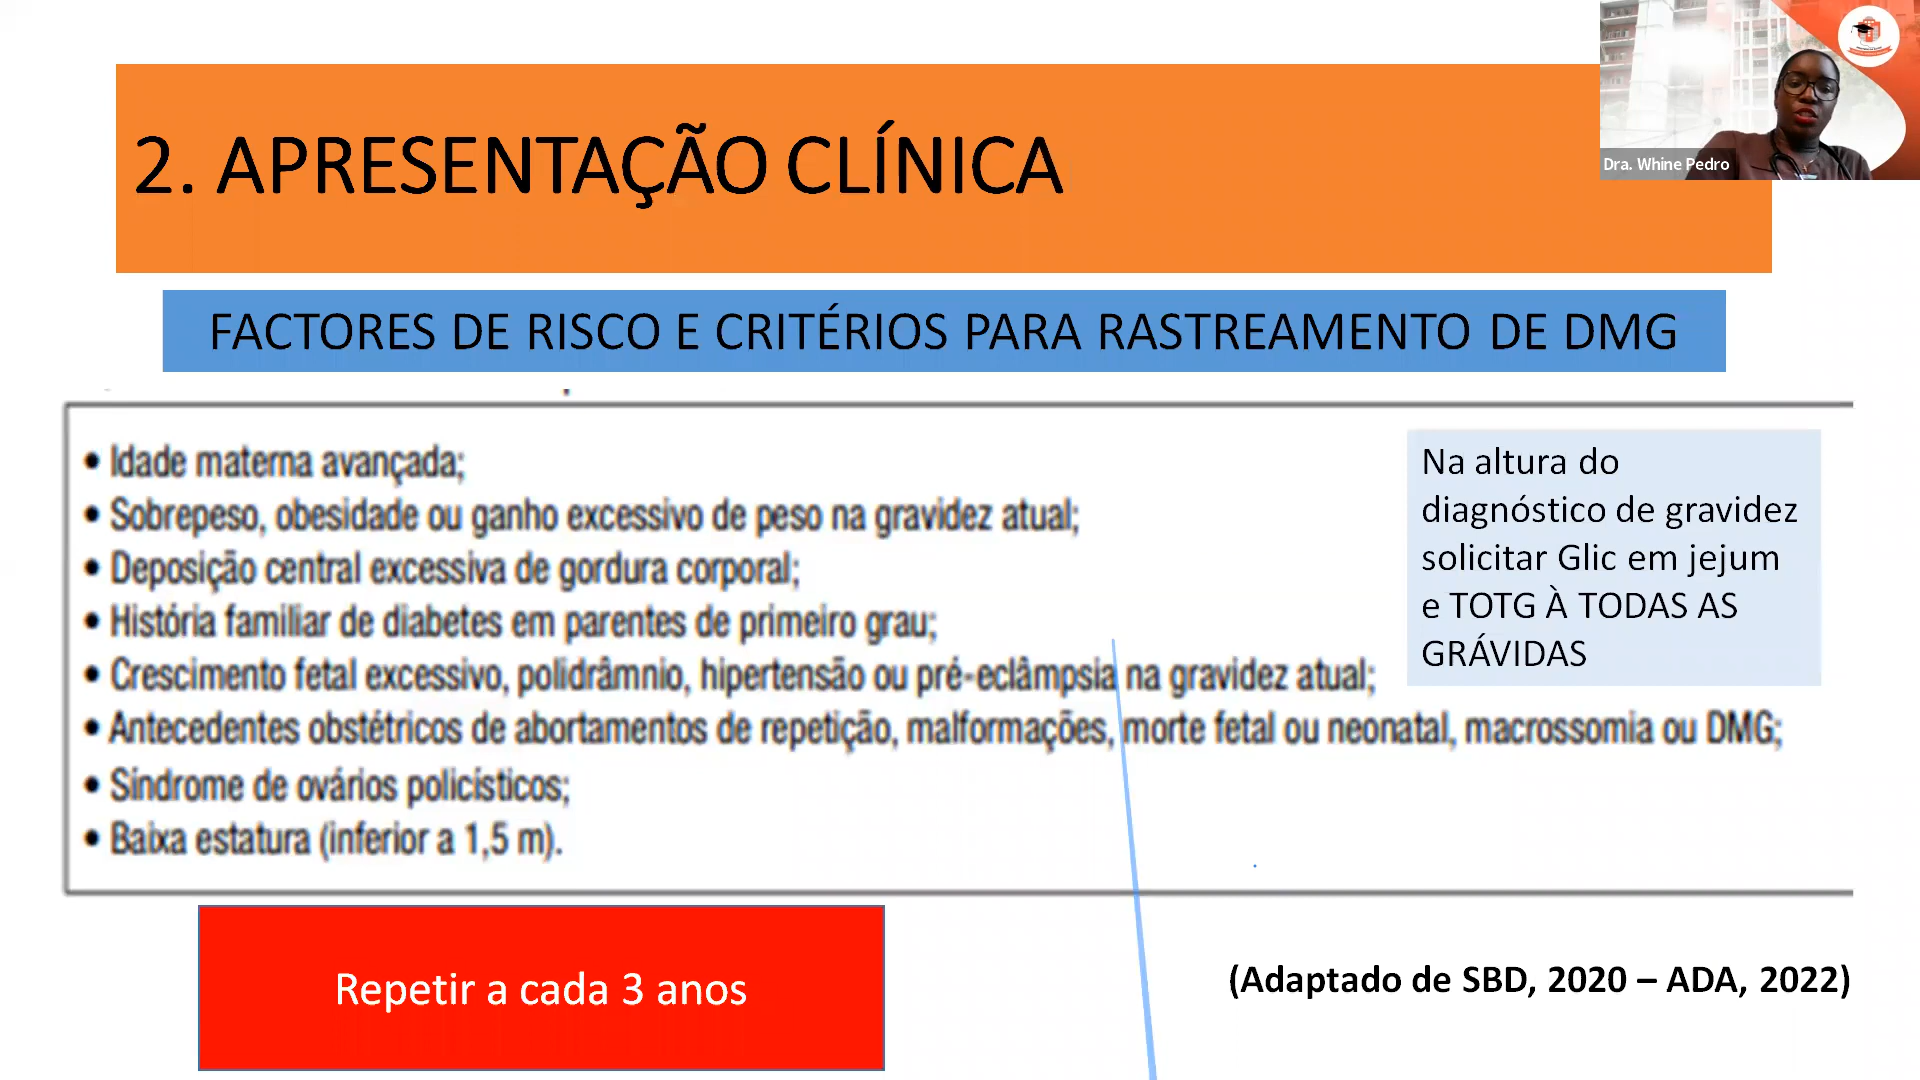 2. APRESENTAÇÃO CLÍNICA
Dra. Whine Pedro
FACTORES DE RISCO E CRITÉRIOS PARA RASTREAMENTO DE DMG
• Idade materna avançada;
• Sobrepeso, obesidade ou ganho excessivo de peso na gravidez atual;
• Deposição central excessiva de gordura corporal;
• História familiar de diabetes em parentes de primeiro grau;
• Crescimento fetal excessivo, polidrâmnio, hipertensão ou pré-eclâmpsia na gravidez atual;
• Antecedentes obstétricos de abortamentos de repetição, malformações, morte fetal ou neonatal, macrossomia ou DMG;
• Síndrome de ovários policísticos;
• Baixa estatura (inferior a 1,5 m).
Na altura do
diagnóstico de gravidez
solicitar Glic em jejum
e TOTG À TODAS AS
GRÁVIDAS
Repetir a cada 3 anos
(Adaptado de SBD, 2020 – ADA, 2022)